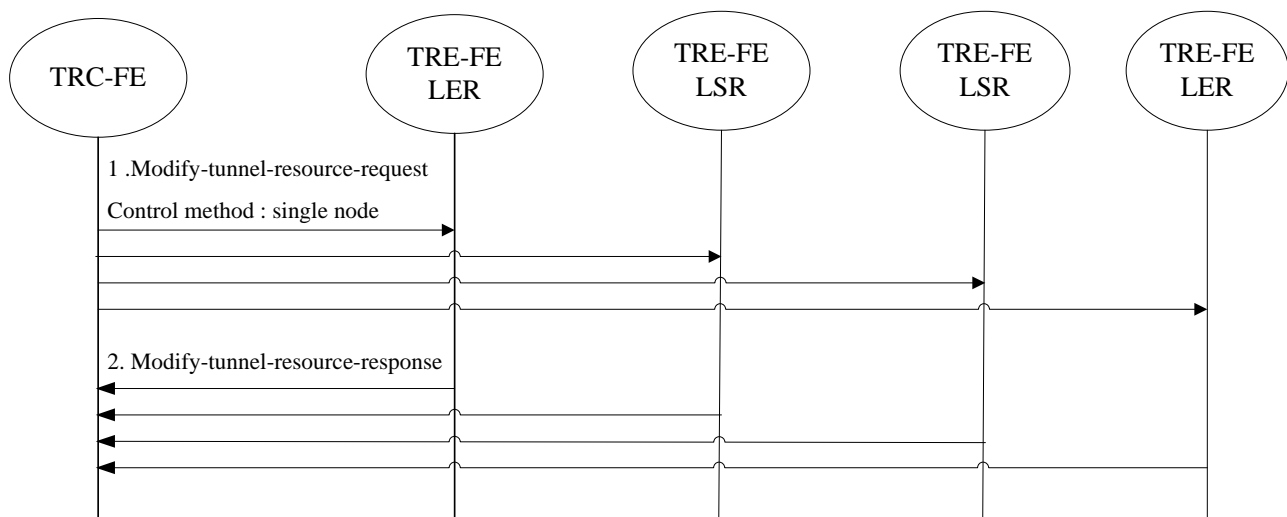 TRC-FE
TRE-FE
LER
TRE-FE
LSR
TRE-FE
LSR
TRE-FE
LER
1 .Modify-tunnel-resource-request
Control method : single node
2. Modify-tunnel-resource-response